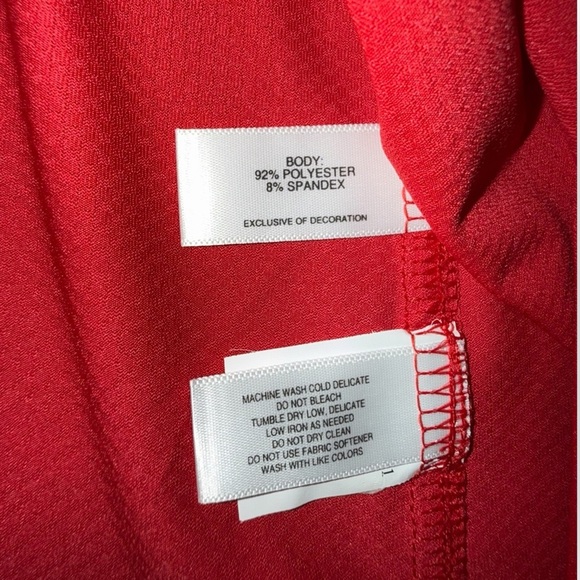 BODY:
92% POLYESTER
8% SPANDEX
EXCLUSIVE OF DECORATION
MACHINE WASH COLD DELICATE
DO NOT BLEACH
TUMBLE DRY LOW, DELICATE
LOW IRON AS NEEDED
DO NOT DRY CLEAN
DO NOT USE FABRIC SOFTENER
WASH WITH LIKE COLORS